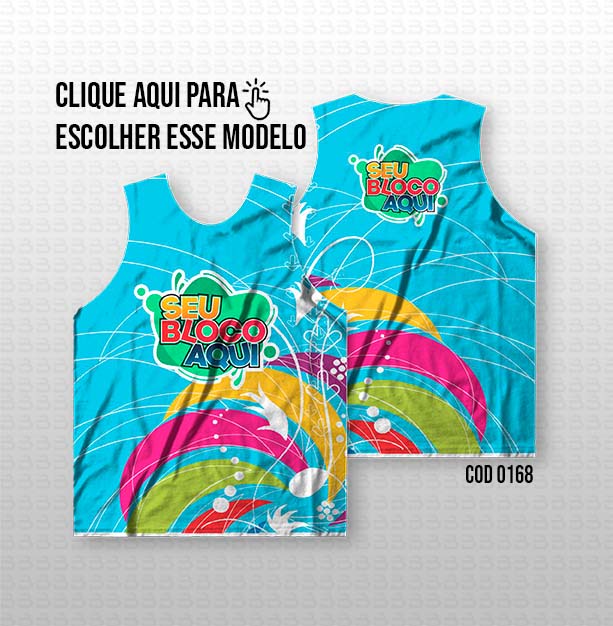 CLIQUE AQUI PARA
ESCOLHER ESSE MODELO
SEU
BLOCO
AQUI
SEU
BLOCO
AQUI
COD 0168